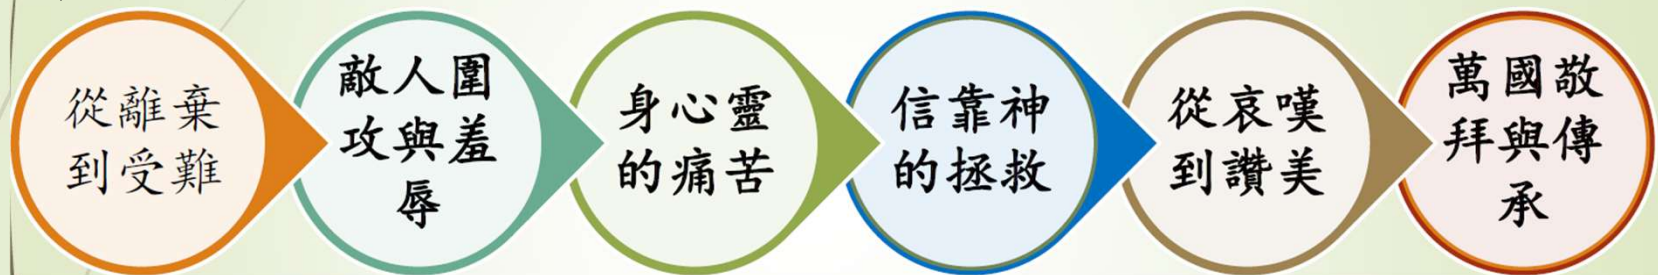 從離棄
到受難
敵人圍
攻與羞
辱
身心靈
的痛苦
信靠神
的拯救
從哀嘆
到讚美
萬國敬
拜與傳
承